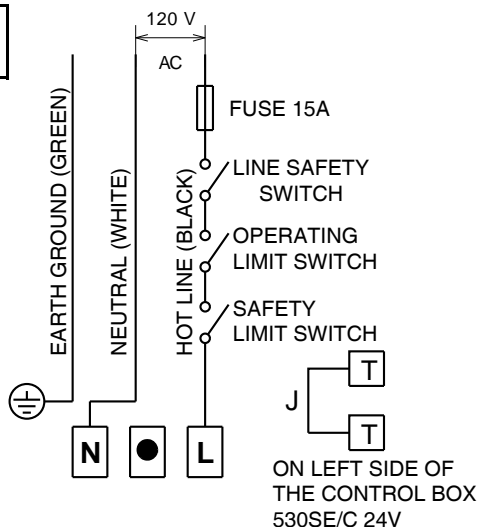 120 V
AC
FUSE 15A
LINE SAFETY
SWITCH
OPERATING
LIMIT SWITCH
SAFETY
LIMIT SWITCH
EARTH GROUND (GREEN)
NEUTRAL (WHITE)
HOT LINE (BLACK)
N
L
J
T
T
ON LEFT SIDE OF
THE CONTROL BOX
530SE/C 24V